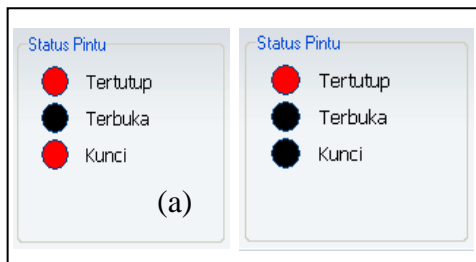 Status Pintu
Tertutup
Terbuka
Kunci
(a)
Status Pintu
Tertutup
Terbuka
Kunci